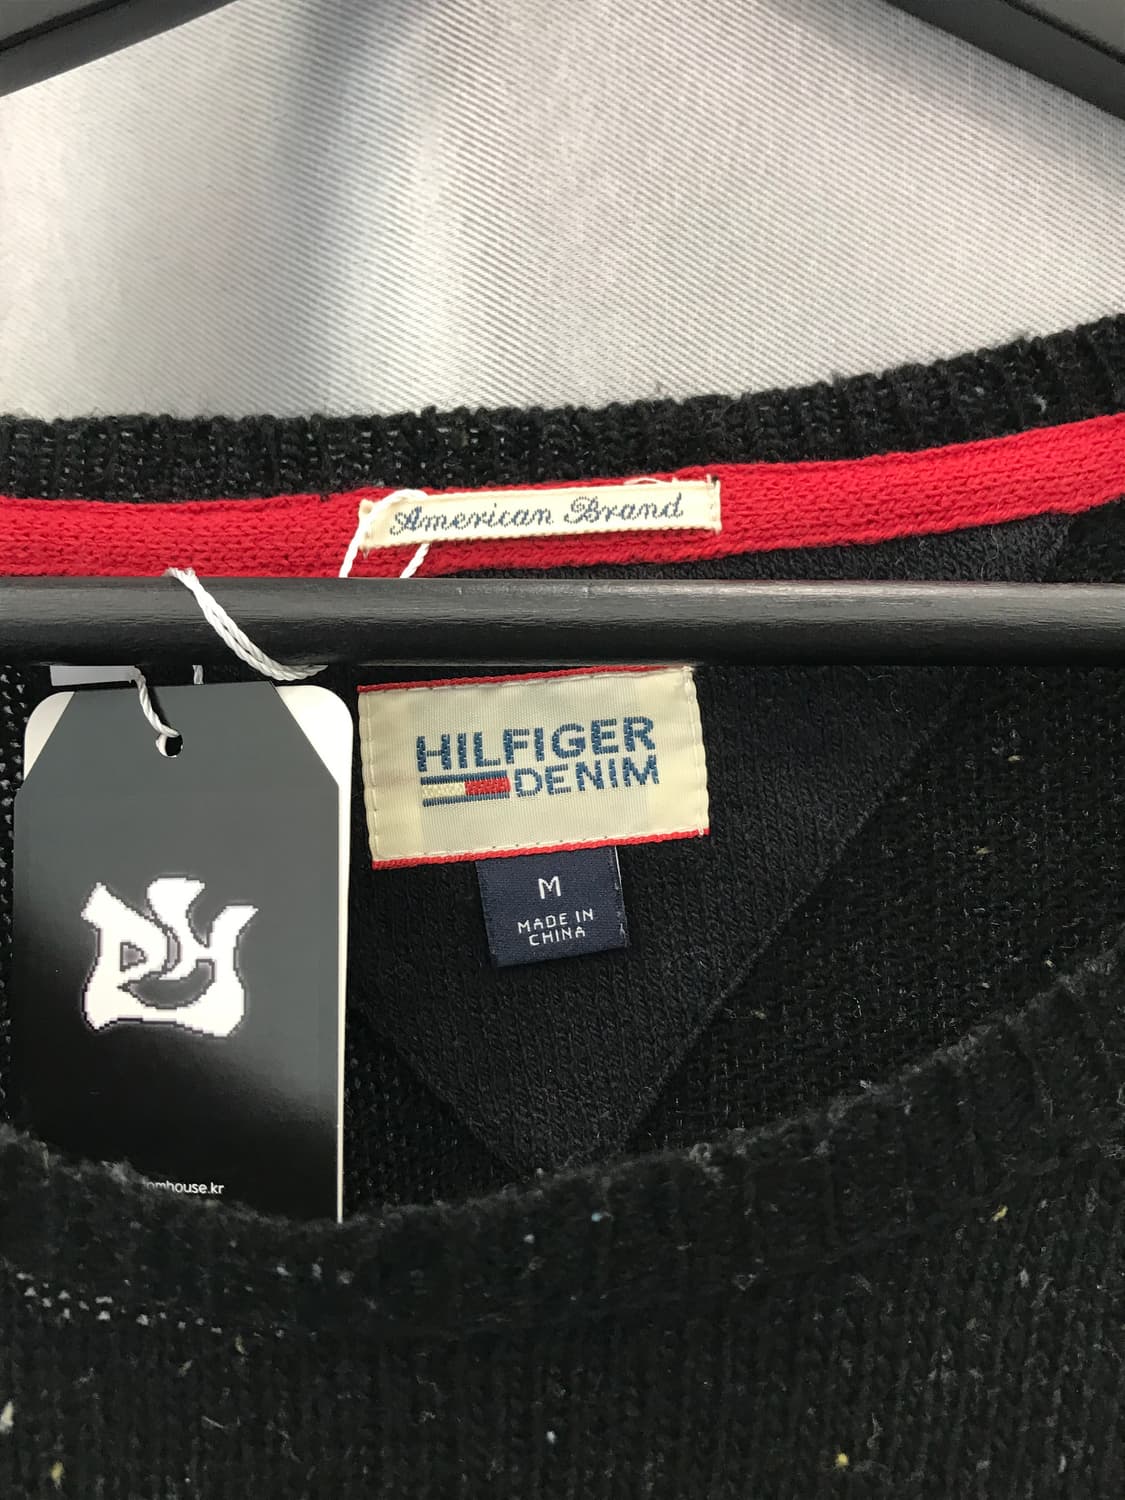 American Brand
HILFIGER
DENIM
M
MADE IN
CHINA